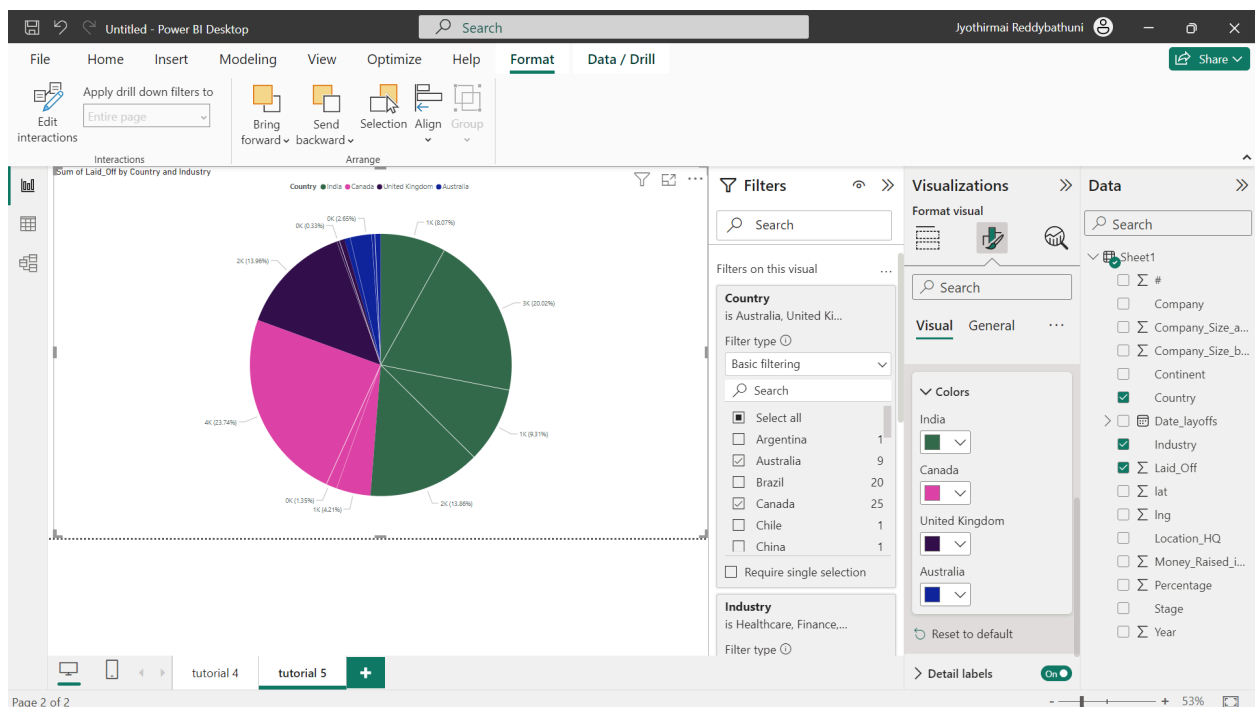 Untitled - Power BI Desktop
Search
Jyothirmai Reddybathuni
File Home Insert Modeling View Optimize Help Format Data / Drill
Share
Edit interactions
Apply drill down filters to
Entire page
Bring forward
Send backward
Selection
Align
Group
Interactions
Arrange
Sum of Laid_Off by Country and Industry
Country India Canada United Kingdom Australia
1K (8.07%)
3K (20.02%)
1K (9.31%)
2K (13.86%)
1K (4.21%)
0K (1.35%)
4K (23.74%)
2K (13.96%)
0K (0.33%)
0K (2.65%)
Filters
Search
Filters on this visual
...
Country
is Australia, United Ki...
Filter type
Basic filtering
Search
Select all
Argentina 1
Australia 9
Brazil 20
Canada 25
Chile 1
China 1
Require single selection
Industry
is Healthcare, Finance,...
Filter type
Visualizations
Format visual
Search
Visual General ...
Colors
India
Canada
United Kingdom
Australia
Reset to default
Detail labels On
Data
Search
Sheet1
Σ #
Company
Σ Company_Size_a...
Σ Company_Size_b...
Continent
Country
Date_layoffs
Industry
Σ Laid_Off
Σ lat
Σ lng
Location_HQ
Σ Money_Raised_i...
Σ Percentage
Stage
Σ Year
tutorial 4
tutorial 5
+
Page 2 of 2
- + 53%